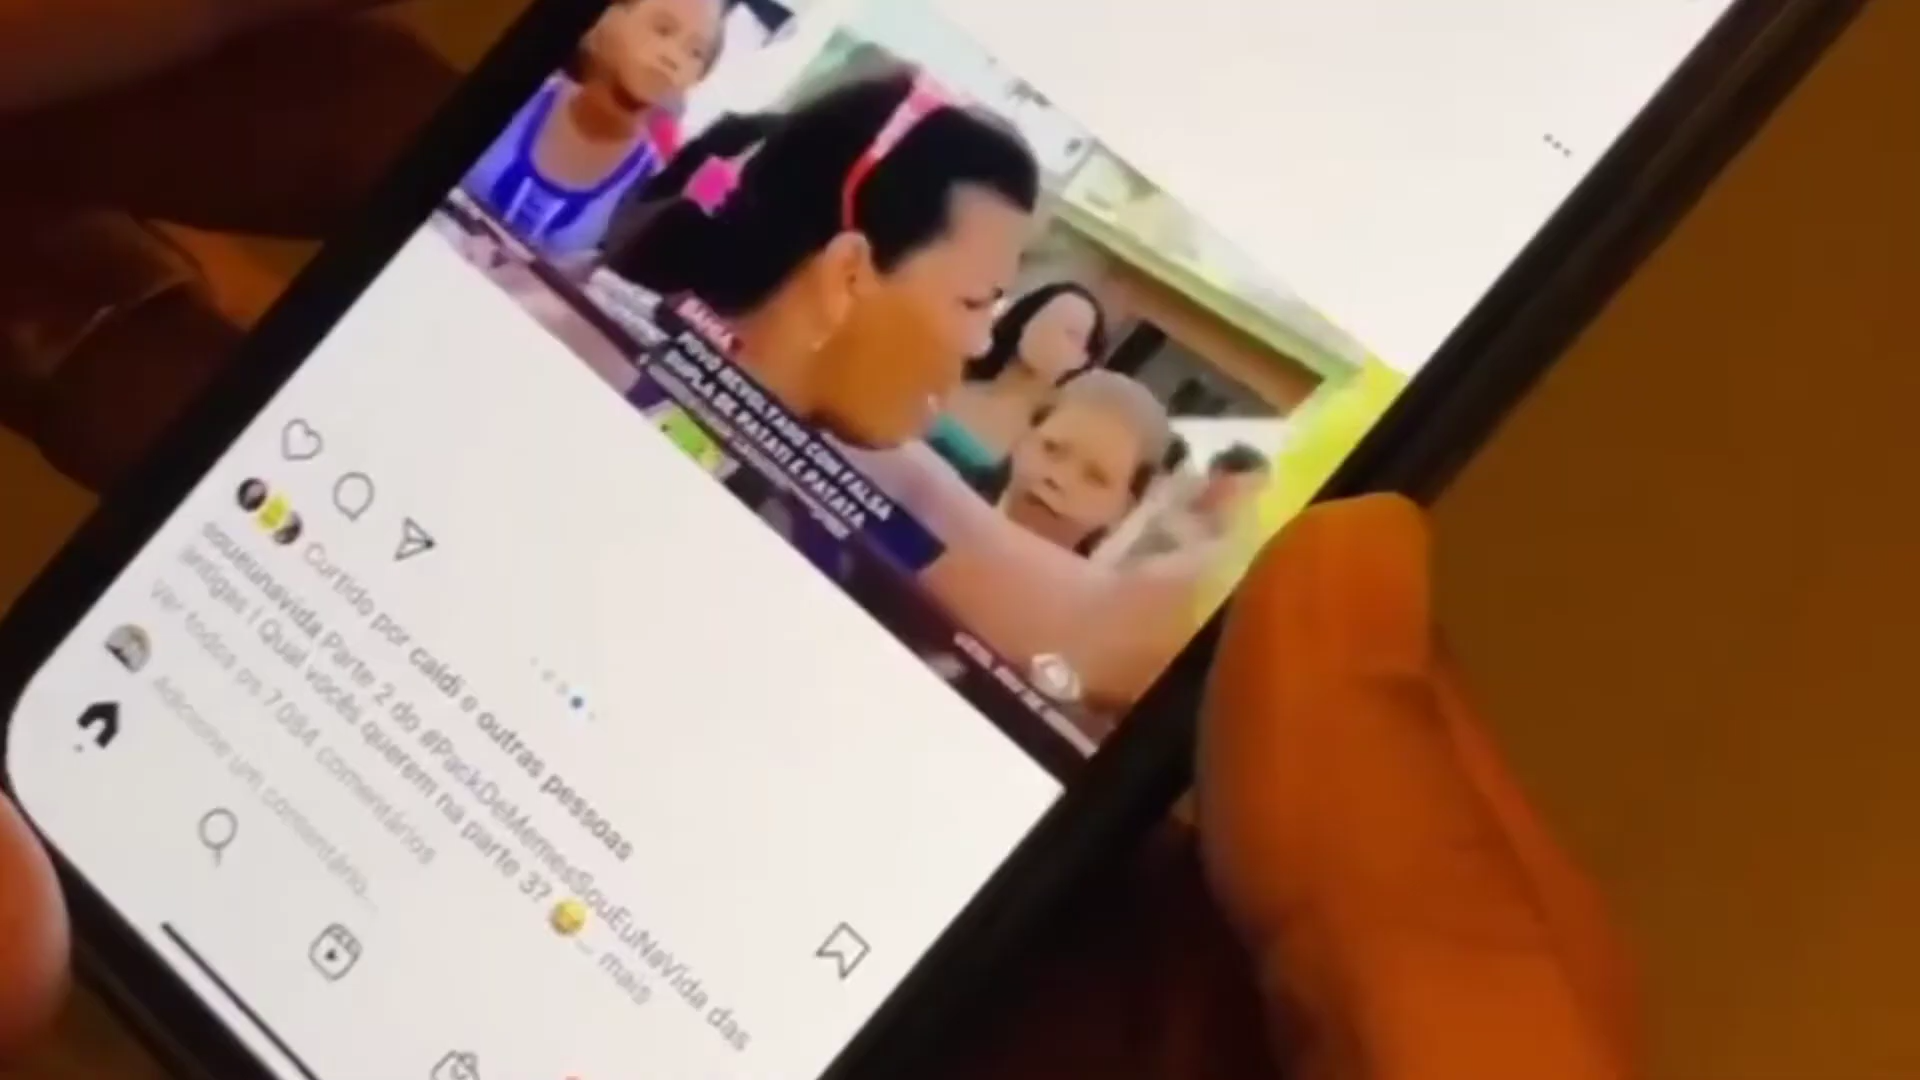 BAHIA
POVO REVOLTADO COM FALSA
DUPLA DE PATATI & PATATÁ
Curtido por caldi e outras pessoas
soueunavida Parte 2 do #PackDeMemesSouEuNaVida das
antigas ! Qual vocês querem na parte 3? 😂... mais
Ver todos os 7.084 comentários
Adicione um comentário...